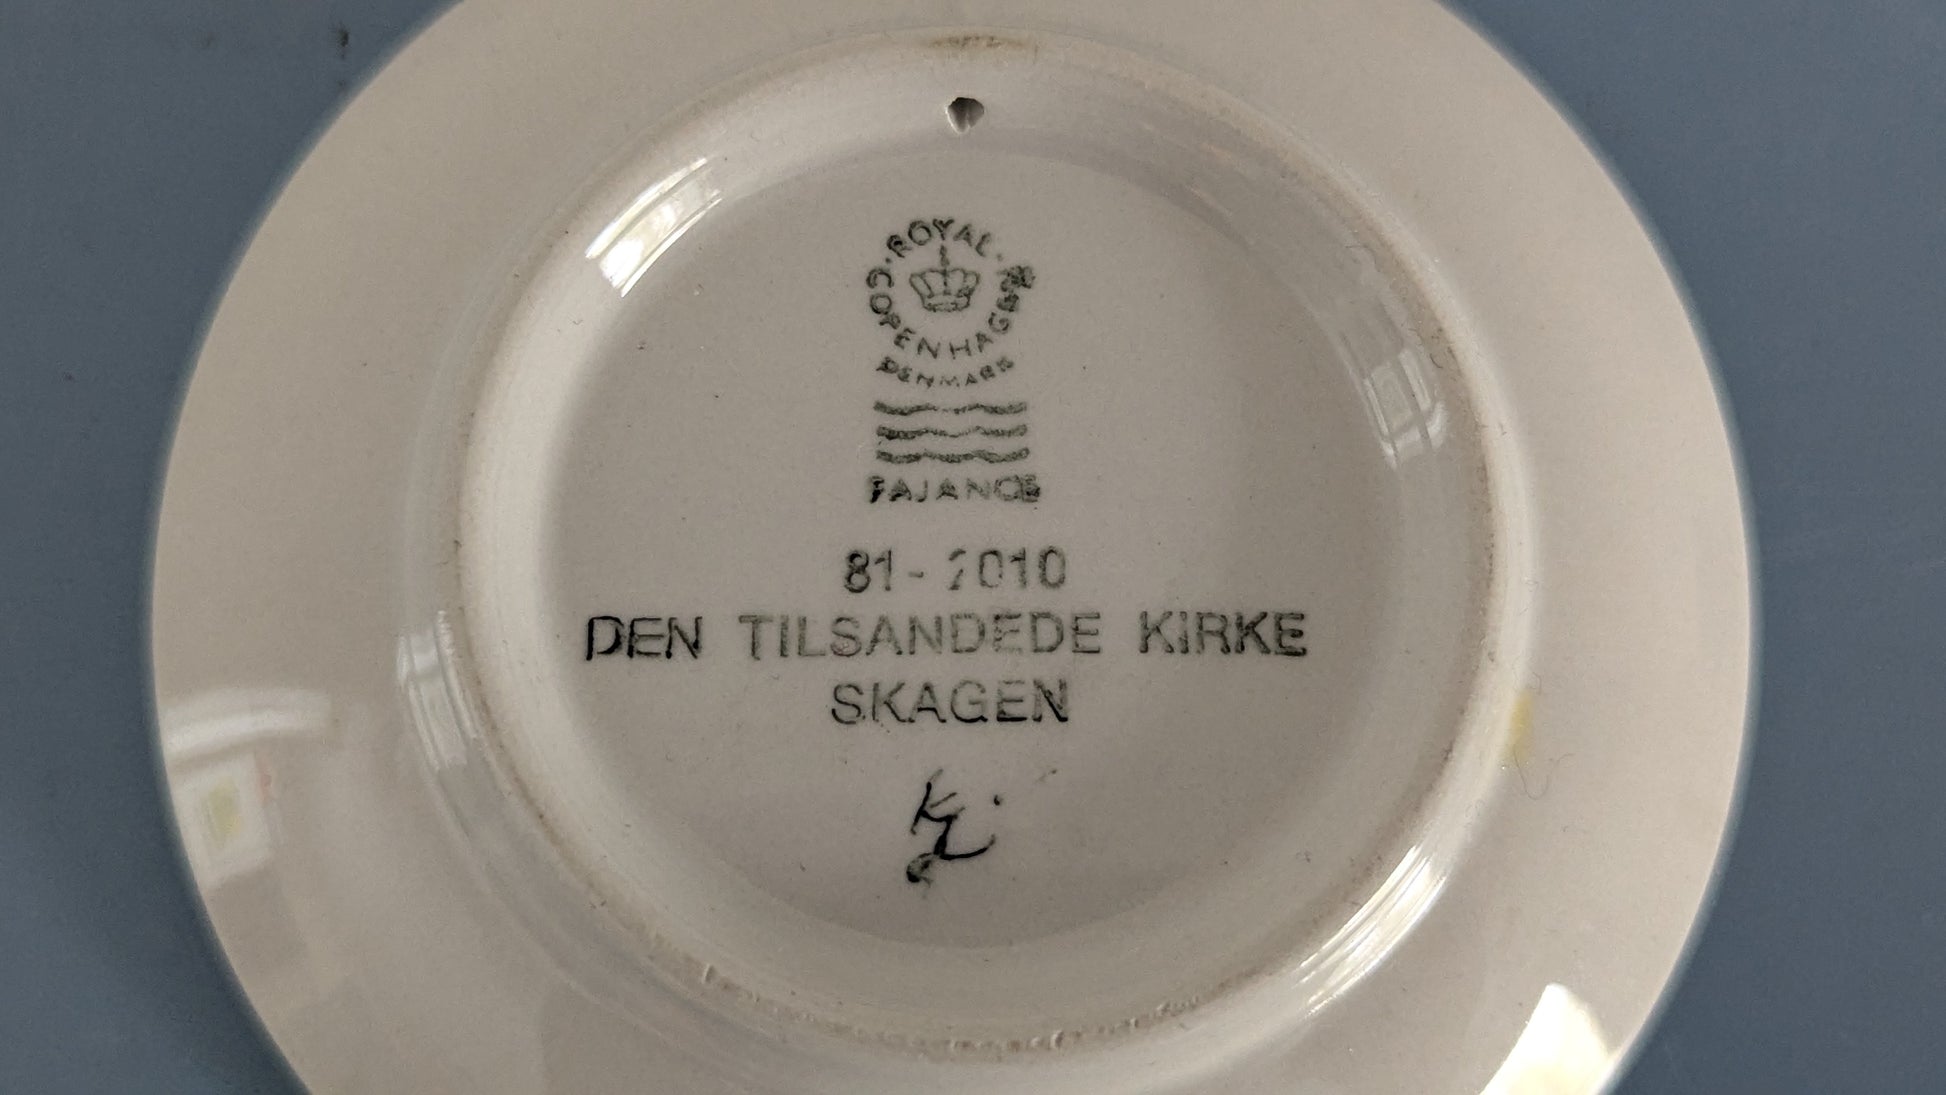 ROYAL
COPENHAGEN
DENMARK
FAJANCE
81-2010
DEN TILSANDEDE KIRKE
SKAGEN